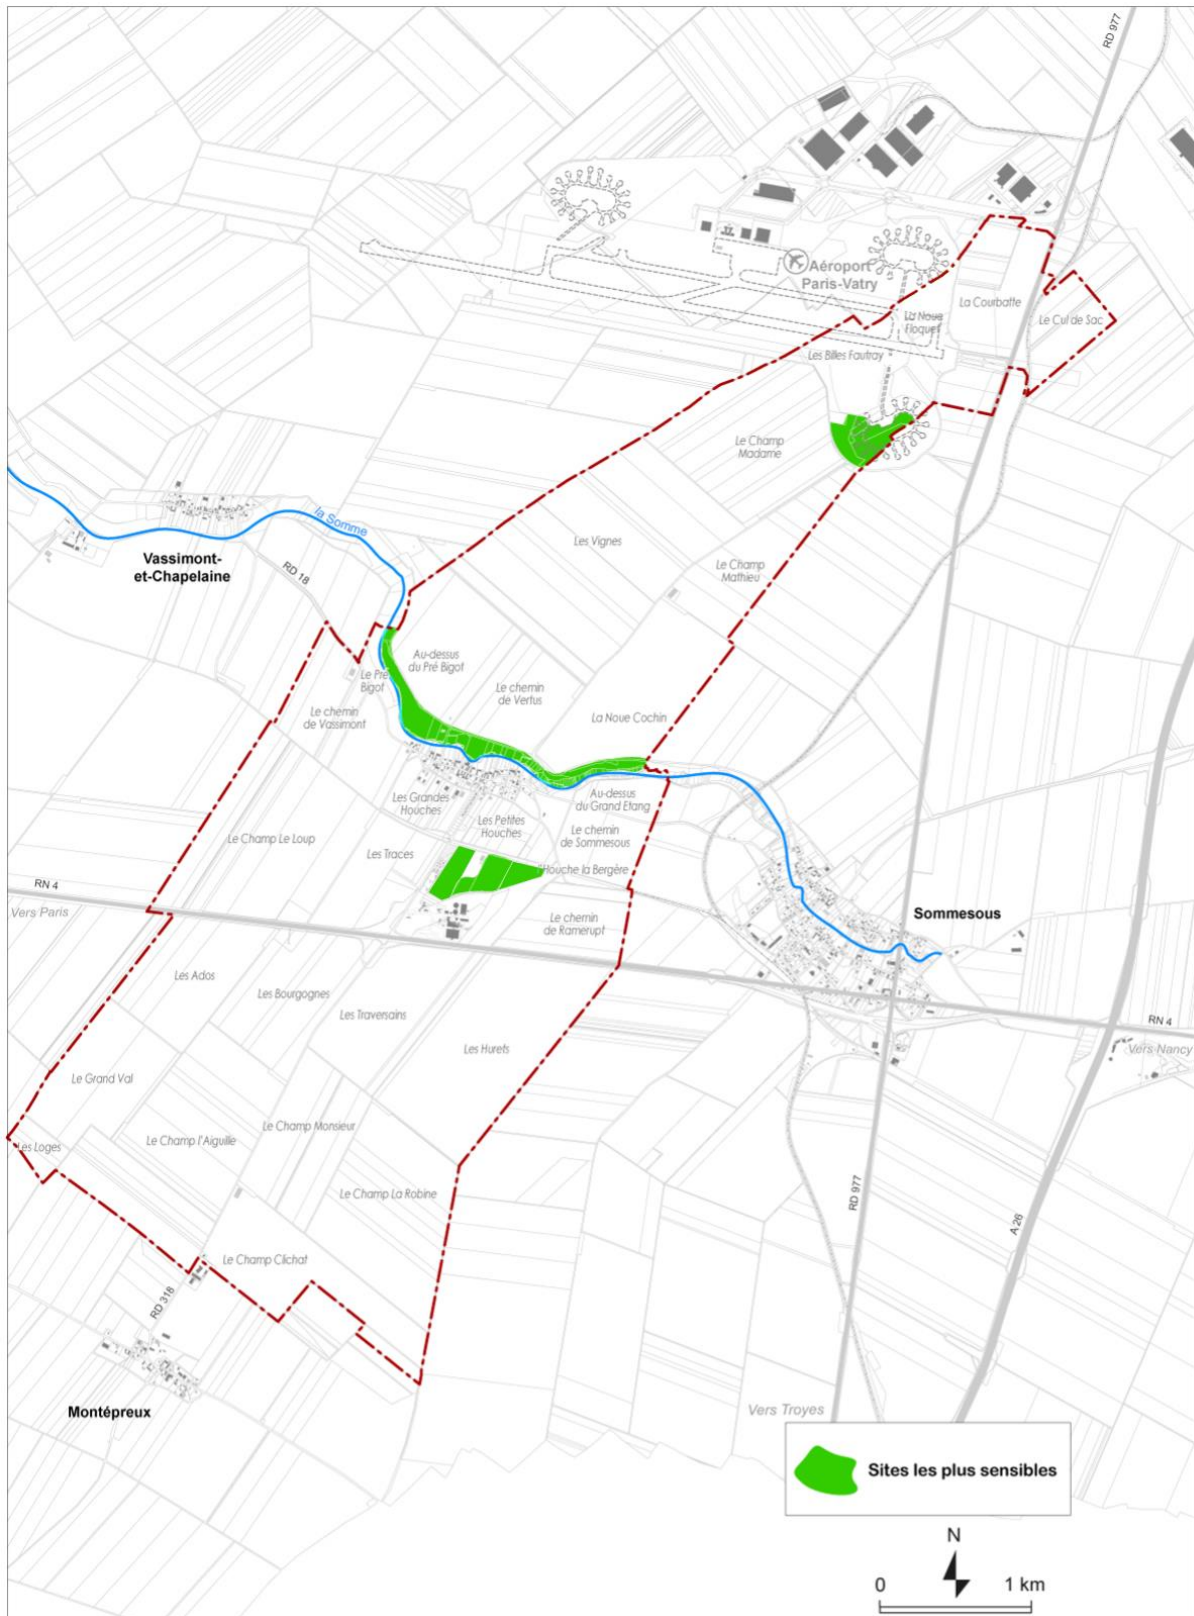 RD 977
Aéroport
Paris-Vatry
La Courbatte
Le Cul de Sac
La Noue
Floquet
Les Billes Fautray
Le Champ
Madame
la Somme
Les Vignes
Vassimont-
et-Chapelaine
RD 18
Le Champ
Mathieu
Au-dessus
du Pré Bigot
Le Pré
Bigot
Le chemin
de Vertus
Le chemin
de Vassimont
La Noue Cochin
Les Grandes
Houches
Au-dessus
du Grand Etang
Les Petites
Houches
Le chemin
de Sommesous
Le Champ Le Loup
Les Traces
l'Houche la Bergère
RN 4
Vers Paris
Le chemin
de Ramerupt
Sommesous
Les Ados
Les Bourgognes
Les Traversains
RN 4
Les Hurets
Vers Nancy
Le Grand Val
Le Champ Monsieur
Le Champ l'Aiguille
Les Loges
Le Champ La Robine
RD 977
A 26
Le Champ Clichat
RD 318
Montépreux
Vers Troyes
Sites les plus sensibles
N
0 1 km